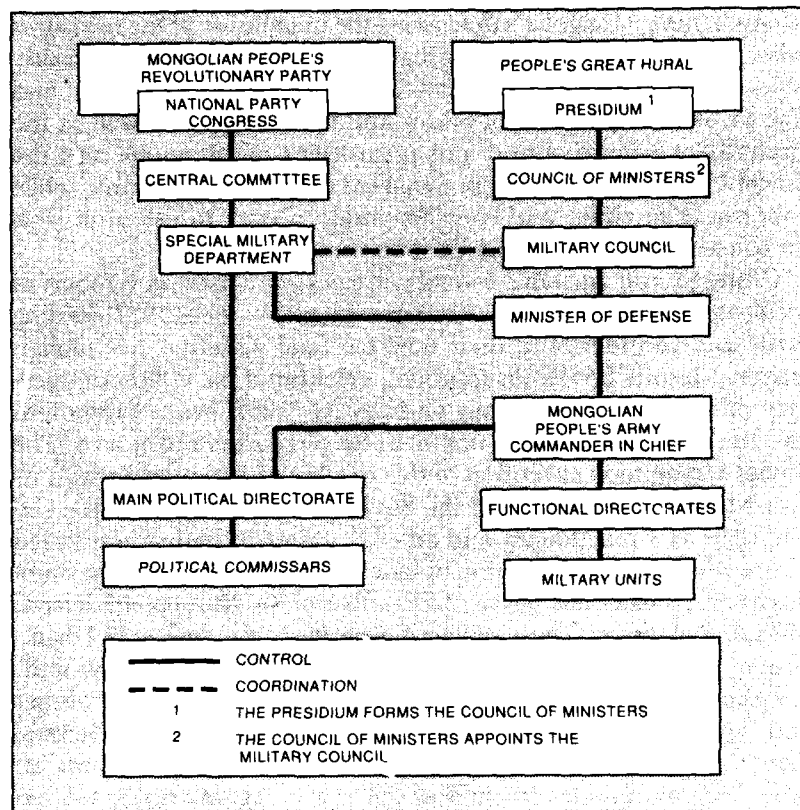 MONGOLIAN PEOPLE'S
REVOLUTIONARY PARTY
NATIONAL PARTY
CONGRESS
CENTRAL COMMTTTEE
SPECIAL MILITARY
DEPARTMENT
MAIN POLITICAL DIRECTORATE
POLITICAL COMMISSARS
PEOPLE'S GREAT HURAL
PRESIDIUM 1
COUNCIL OF MINISTERS 2
MILITARY COUNCIL
MINISTER OF DEFENSE
MONGOLIAN
PEOPLE'S ARMY
COMMANDER IN CHIEF
FUNCTIONAL DIRECTORATES
MILTARY UNITS
CONTROL
COORDINATION
1 THE PRESIDIUM FORMS THE COUNCIL OF MINISTERS
2 THE COUNCIL OF MINISTERS APPOINTS THE
MILITARY COUNCIL